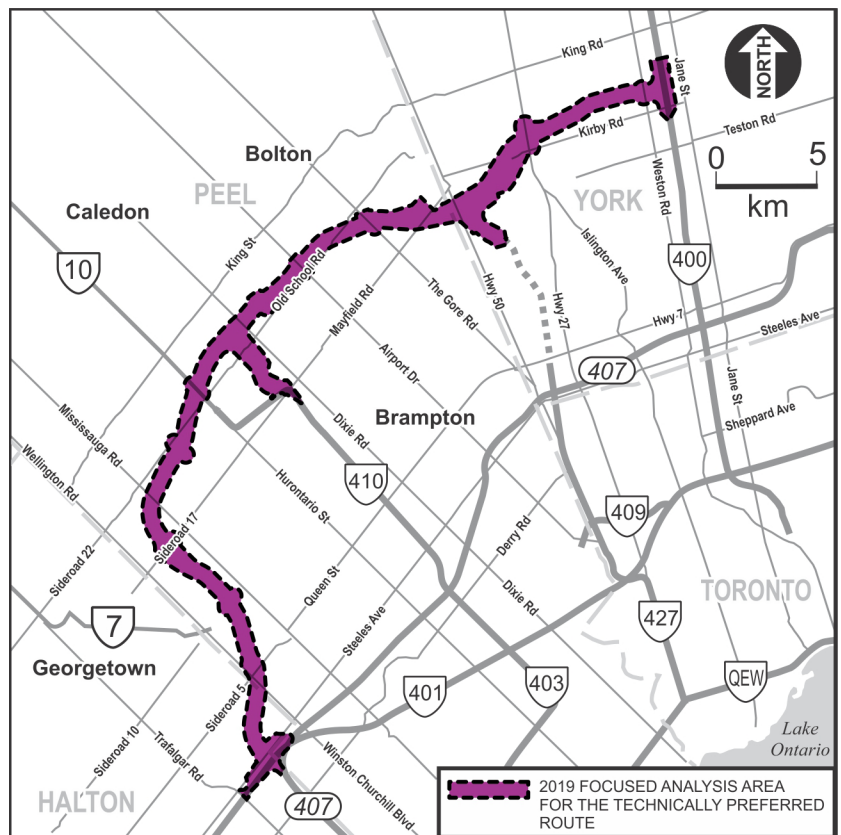 King Rd
Jane St
NORTH
Kirby Rd
Teston Rd
Bolton
0 5
km
PEEL
YORK
Weston Rd
Caledon
King St
Islington Ave
10
Old School Rd
400
Hwy 50
Hwy 27
Mayfield Rd
The Gore Rd
Hwy 7
Steeles Ave
Airport Dr
407
Jane St
Mississauga Rd
Brampton
Dixie Rd
Sheppard Ave
Wellington Rd
410
Hurontario St
409
Sideroad 17
Derry Rd
Sideroad 22
Queen St
Dixie Rd
TORONTO
7
Steeles Ave
427
Georgetown
401
403
QEW
Sideroad 5
Lake
Ontario
Sideroad 10
Trafalgar Rd
Winston Churchill Blvd
HALTON
407
2019 FOCUSED ANALYSIS AREA
FOR THE TECHNICALLY PREFERRED
ROUTE